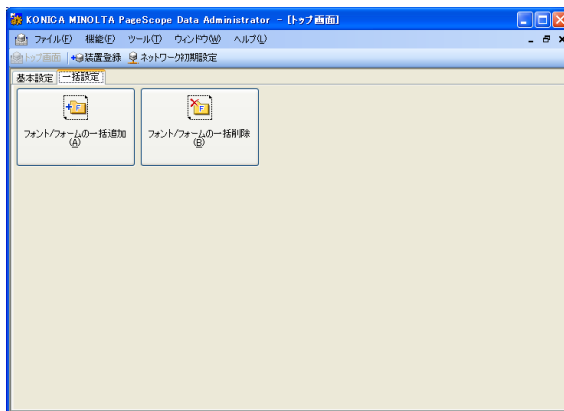 KONICA MINOLTA PageScope Data Administrator - [トップ画面]
ファイル(F) 機能(F) ツール(T) ウィンドウ(W) ヘルプ(L)
トップ画面 装置登録 ネットワーク初期設定
基本設定 一括設定
フォント/フォームの一括追加
(A)
フォント/フォームの一括削除
(B)